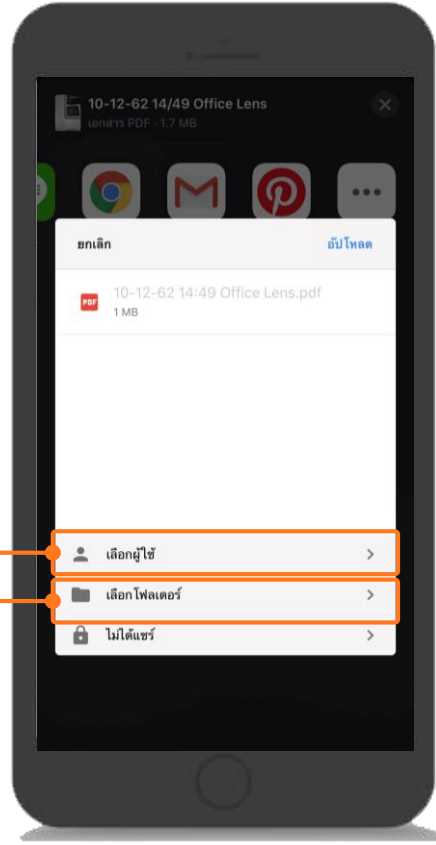 10-12-62 14/49 Office Lens
เอกสาร PDF · 1.7 MB
ยกเลิก
อัปโหลด
PDF
10-12-62 14:49 Office Lens.pdf
1 MB
เลือกผู้ใช้
เลือกโฟลเดอร์
ไม่ได้แชร์